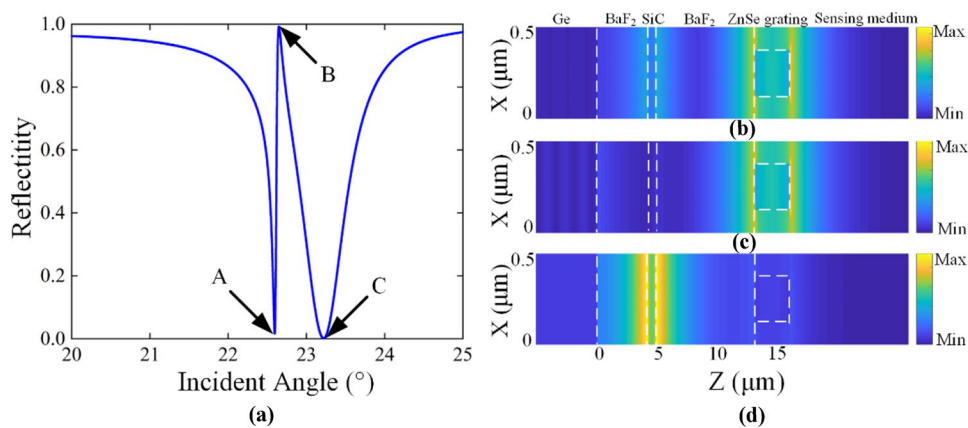 1.0
0.8
0.6
0.4
0.2
0.0
Reflectitity
20 21 22 23 24 25
Incident Angle (°)
A
B
C
(a)
Ge BaF₂ SiC BaF₂ ZnSe grating Sensing medium
0.5
X (μm)
0
Max
Min
(b)
0.5
X (μm)
0
Max
Min
(c)
0.5
X (μm)
0
Max
Min
0 5 10 15
Z (μm)
(d)